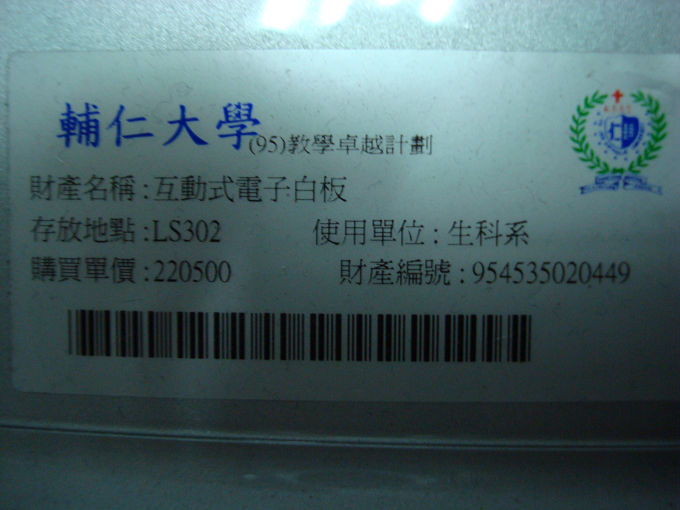 輔仁大學(95)教學卓越計劃
財產名稱:互動式電子白板
存放地點:LS302 使用單位:生科系
購買單價:220500 財產編號:954535020449